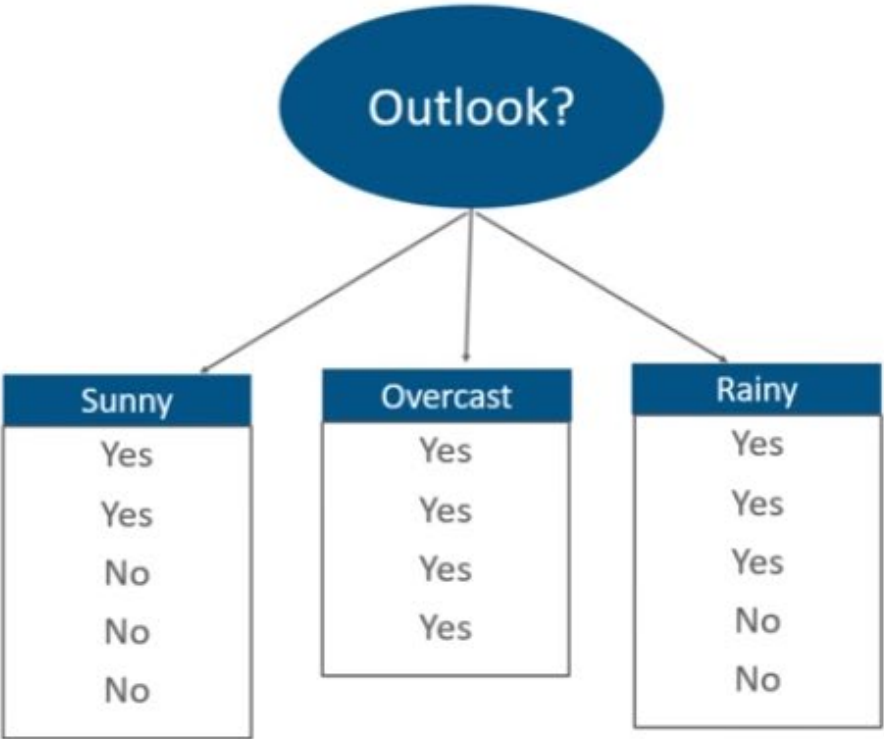 Outlook?
Sunny
Yes
Yes
No
No
No
Overcast
Yes
Yes
Yes
Yes
Rainy
Yes
Yes
Yes
No
No